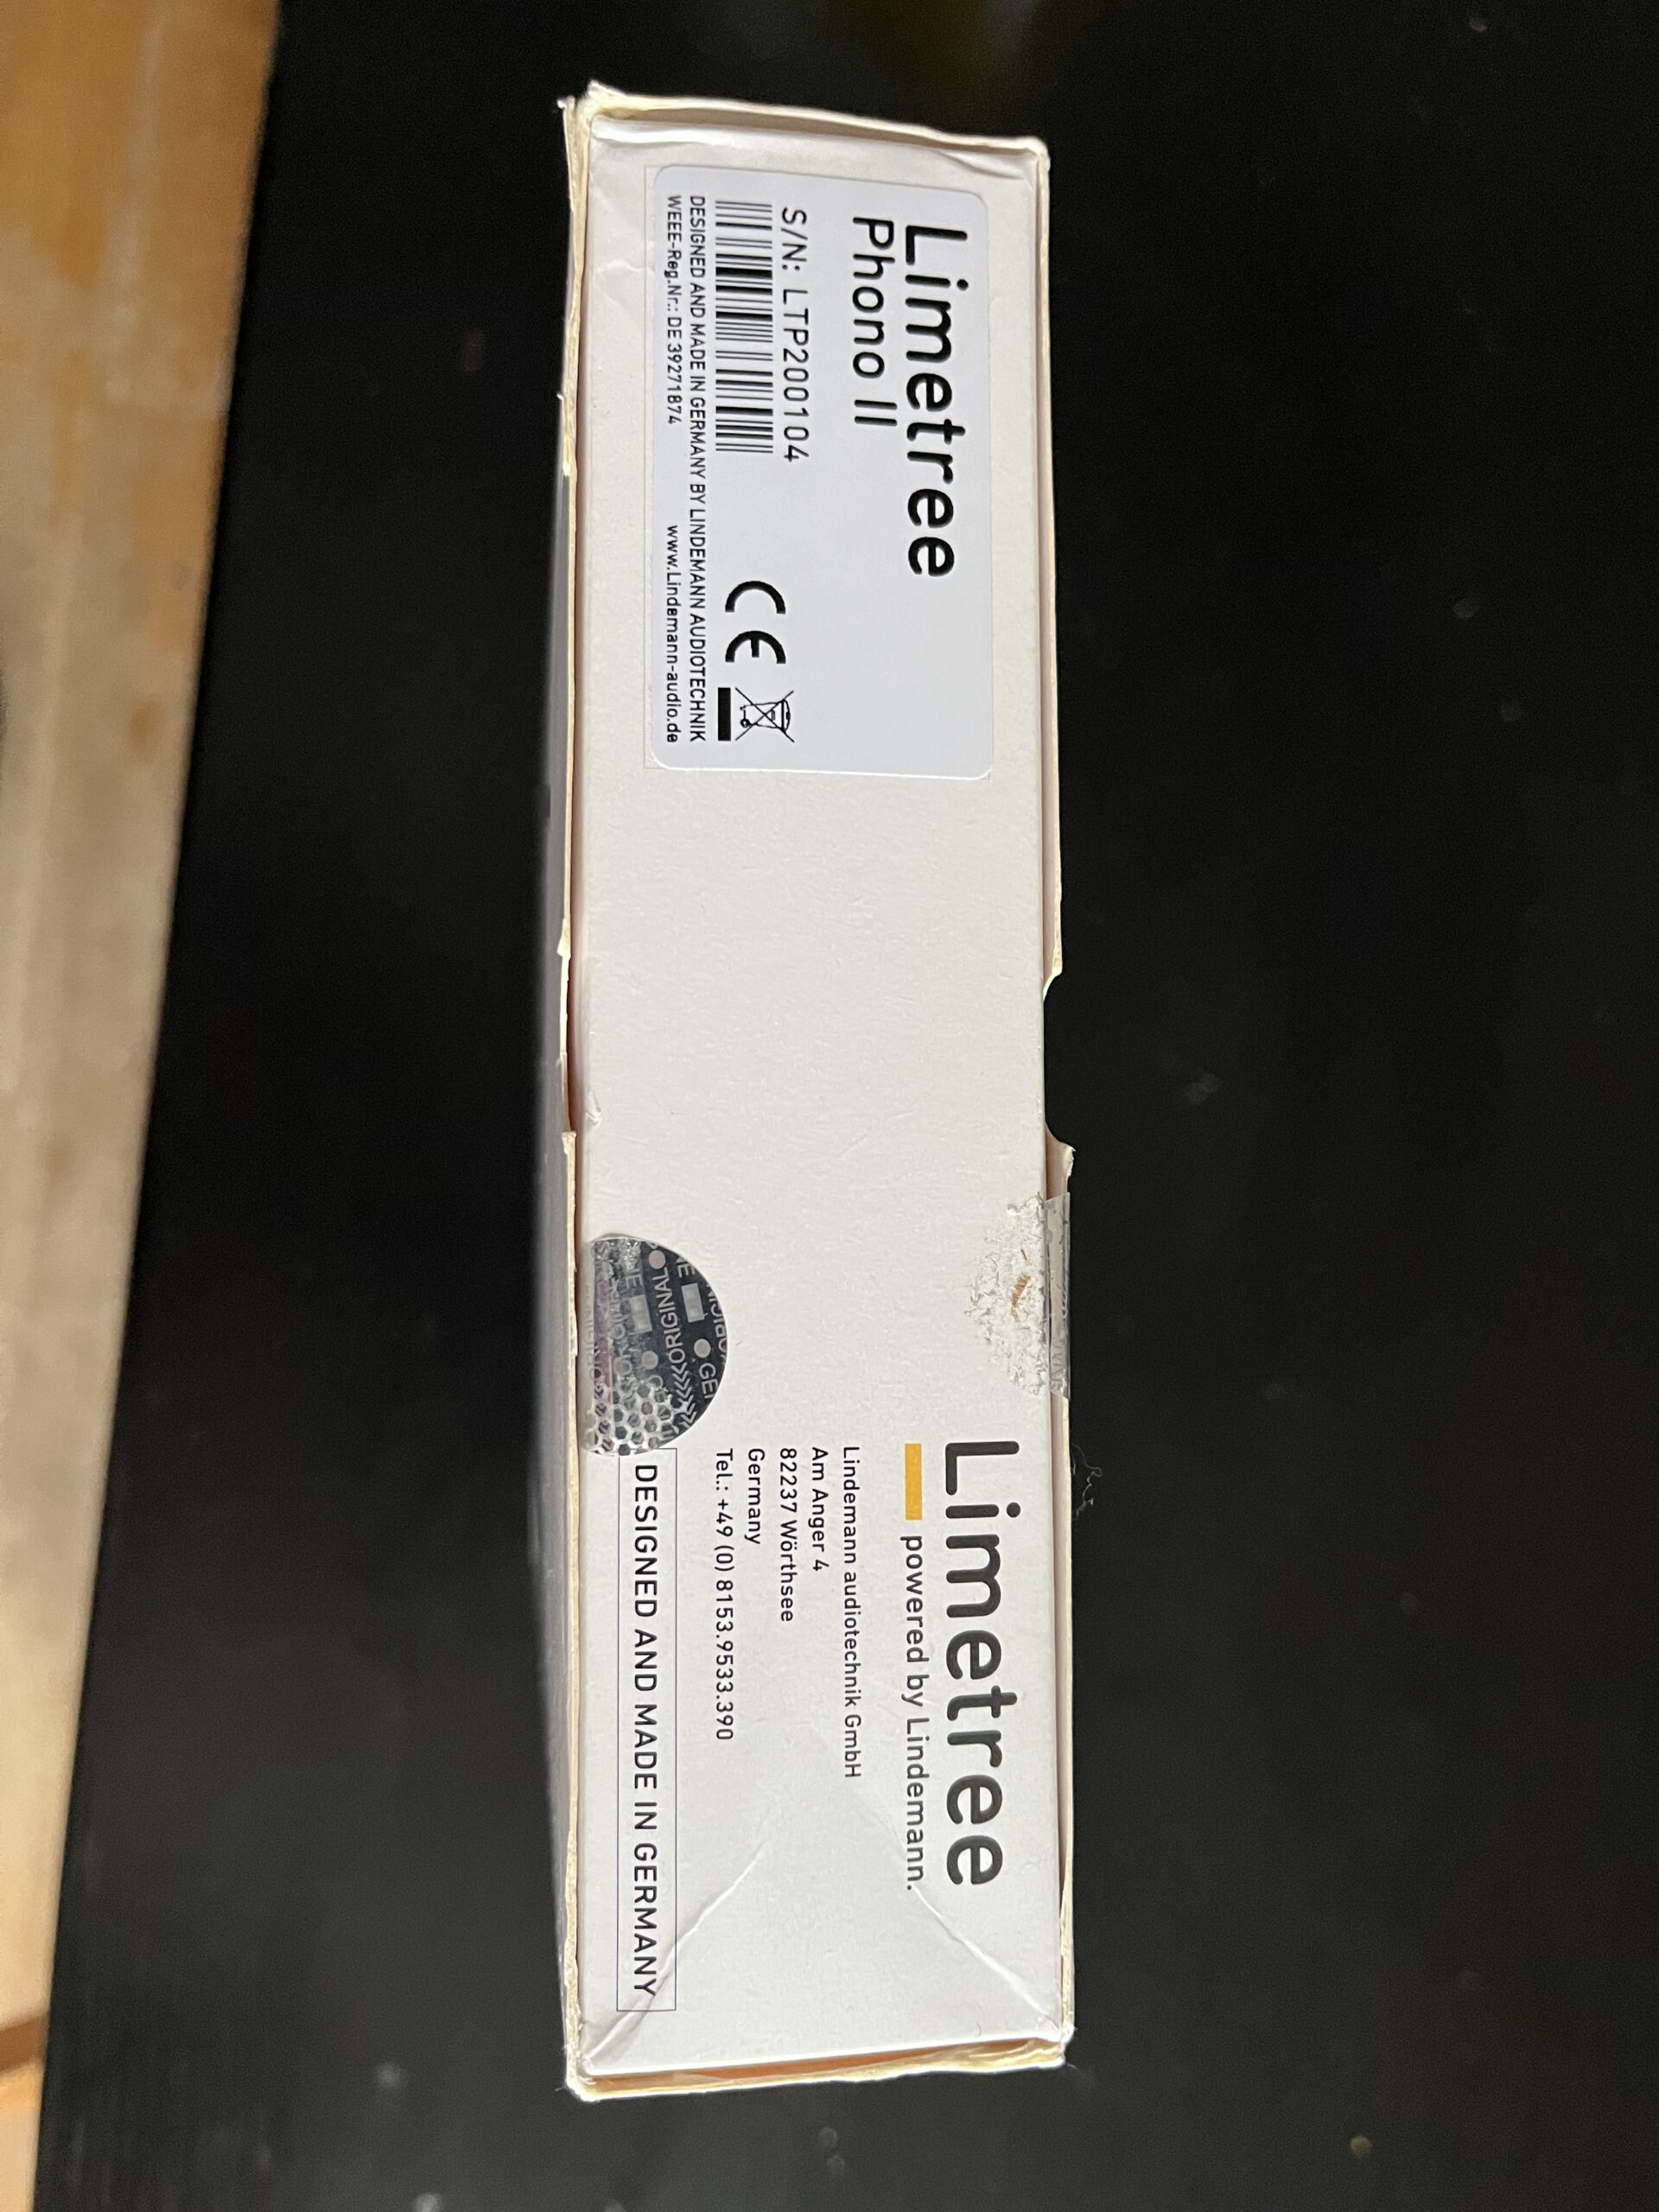 Limetree
Phono II
S/N: LTP200104
CE
DESIGNED AND MADE IN GERMANY BY LINDEMANN AUDIOTECHNIK
WEEE-Reg.Nr.: DE 39271874 www.Lindemann-audio.de
ORIGINAL
GE
Limetree
powered by Lindemann.
Lindemann audiotechnik GmbH
Am Anger 4
82237 Wörthsee
Germany
Tel.: +49 (0) 8153.9533.390
DESIGNED AND MADE IN GERMANY